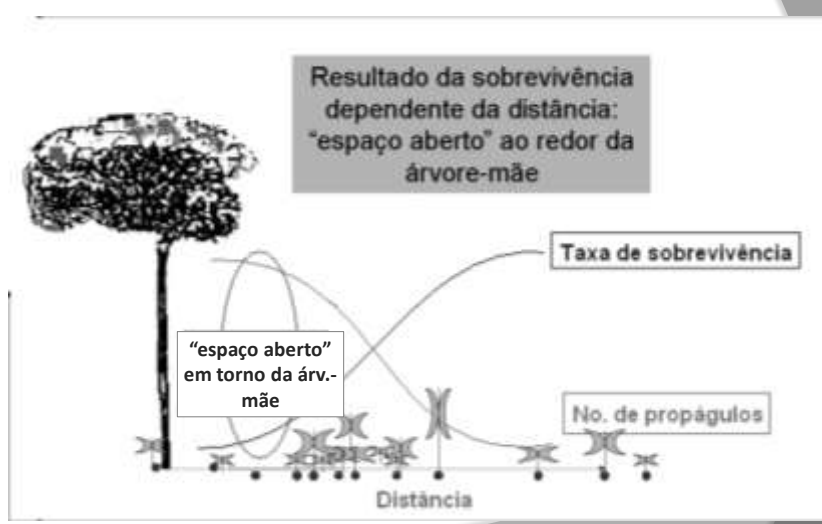 Resultado da sobrevivência
dependente da distância:
“espaço aberto” ao redor da
árvore-mãe
Taxa de sobrevivência
“espaço aberto”
em torno da árv.-
mãe
No. de propágulos
Distância